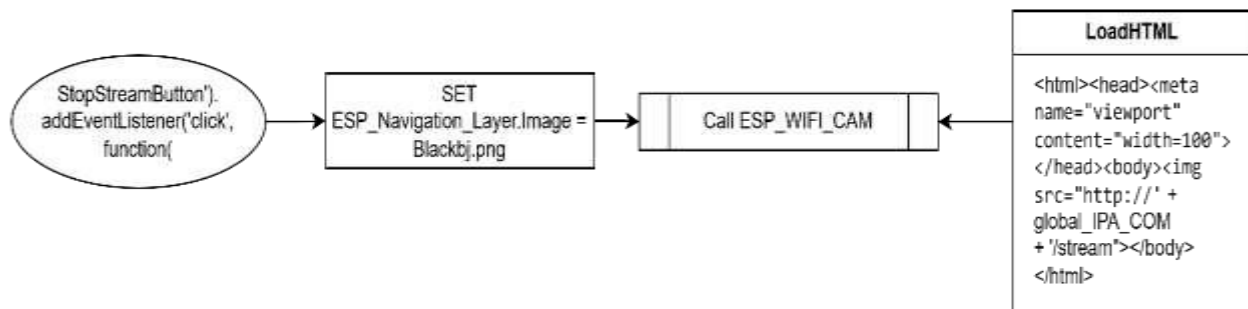 StopStreamButton').
addEventListener('click',
function(
SET
ESP_Navigation_Layer.Image =
Blackbj.png
Call ESP_WIFI_CAM
LoadHTML
<html><head><meta
name="viewport"
content="width=100">
</head><body><img
src="http://' +
global_IPA_COM
+ '/stream"></body>
</html>